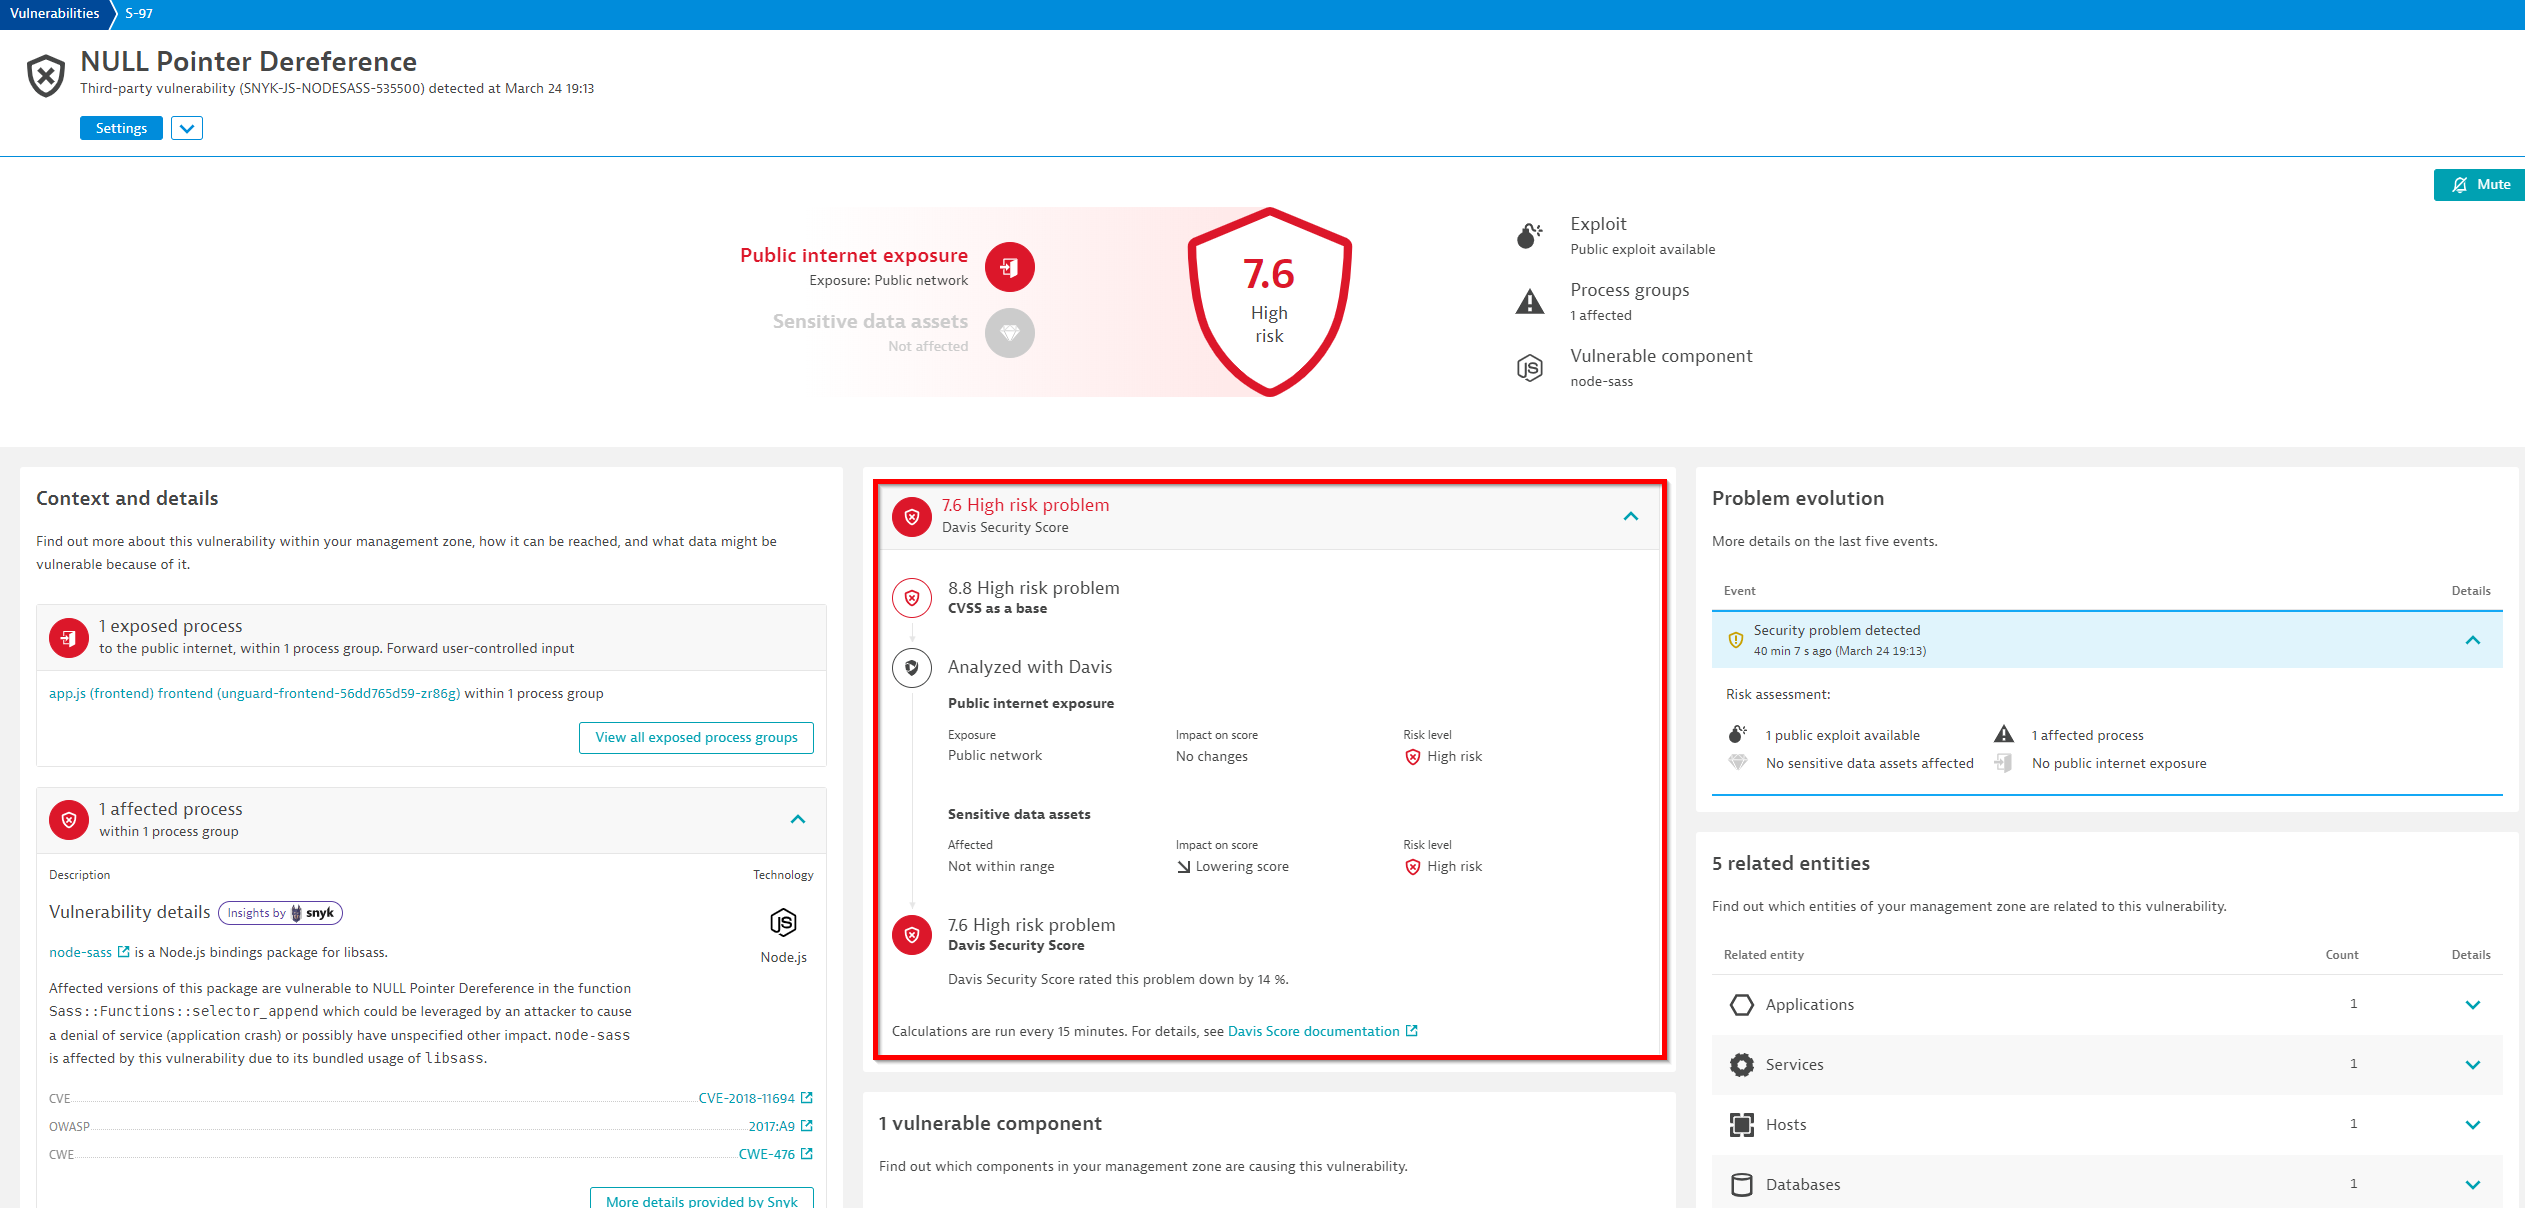 Vulnerabilities
S-97
NULL Pointer Dereference
Third-party vulnerability (SNYK-JS-NODESASS-535500) detected at March 24 19:13
Settings
Mute
Public internet exposure
Exposure: Public network
Sensitive data assets
Not affected
7.6
High
risk
Exploit
Public exploit available
Process groups
1 affected
Vulnerable component
node-sass
Context and details
Find out more about this vulnerability within your management zone, how it can be reached, and what data might be
vulnerable because of it.
1 exposed process
to the public internet, within 1 process group. Forward user-controlled input
app.js (frontend) frontend (unguard-frontend-56dd765d59-zr86g) within 1 process group
View all exposed process groups
1 affected process
within 1 process group
Description Technology
Vulnerability details Insights by snyk
JS
Node.js
node-sass is a Node.js bindings package for libsass.
Affected versions of this package are vulnerable to NULL Pointer Dereference in the function
Sass::Functions::selector_append which could be leveraged by an attacker to cause
a denial of service (application crash) or possibly have unspecified other impact. node-sass
is affected by this vulnerability due to its bundled usage of libsass.
CVE CVE-2018-11694
OWASP 2017:A9
CWE CWE-476
More details provided by Snyk
7.6 High risk problem
Davis Security Score
8.8 High risk problem
CVSS as a base
Analyzed with Davis
Public internet exposure
Exposure Impact on score Risk level
Public network No changes High risk
Sensitive data assets
Affected Impact on score Risk level
Not within range Lowering score High risk
7.6 High risk problem
Davis Security Score
Davis Security Score rated this problem down by 14 %.
Calculations are run every 15 minutes. For details, see Davis Score documentation
1 vulnerable component
Find out which components in your management zone are causing this vulnerability.
Problem evolution
More details on the last five events.
Event Details
Security problem detected
40 min 7 s ago (March 24 19:13)
Risk assessment:
1 public exploit available 1 affected process
No sensitive data assets affected No public internet exposure
5 related entities
Find out which entities of your management zone are related to this vulnerability.
Related entity Count Details
Applications 1
Services 1
Hosts 1
Databases 1